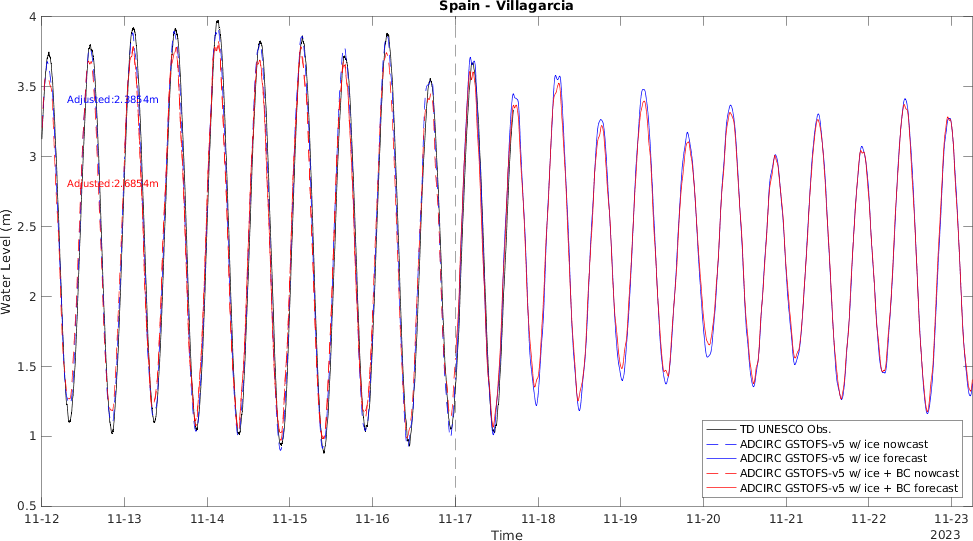 Spain - Villagarcia
Water Level (m)
4
3.5
3
2.5
2
1.5
1
0.5
Adjusted:2.3854m
Adjusted:2.6854m
TD UNESCO Obs.
ADCIRC GSTOFS-v5 w/ ice nowcast
ADCIRC GSTOFS-v5 w/ ice forecast
ADCIRC GSTOFS-v5 w/ ice + BC nowcast
ADCIRC GSTOFS-v5 w/ ice + BC forecast
11-12 11-13 11-14 11-15 11-16 11-17 11-18 11-19 11-20 11-21 11-22 11-23
Time
2023